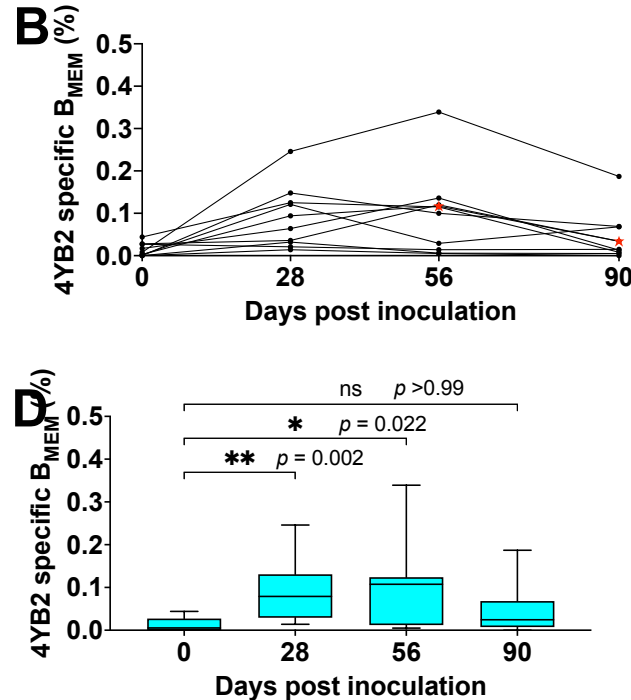 B
4YB2 specific BMEM (%)
0.5
0.4
0.3
0.2
0.1
0.0
0 28 56 90
Days post inoculation
D
4YB2 specific BMEM (%)
ns p >0.99
* p = 0.022
** p = 0.002
0.5
0.4
0.3
0.2
0.1
0.0
0 28 56 90
Days post inoculation